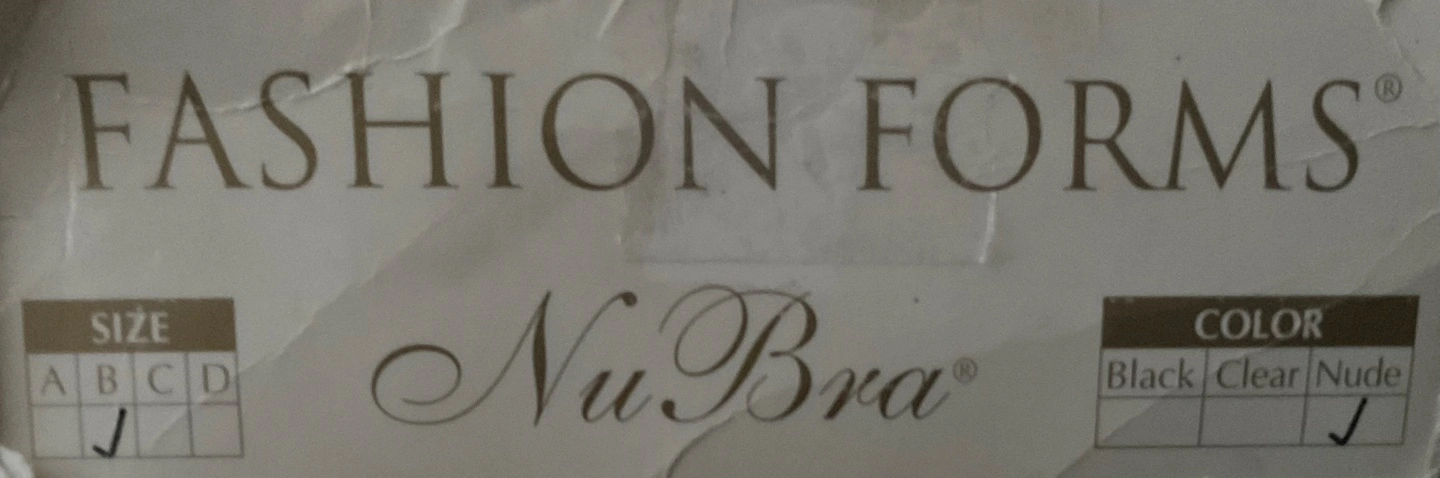 FASHION FORMS®
NuBra®
SIZE
A B C D
✓
COLOR
Black Clear Nude
✓